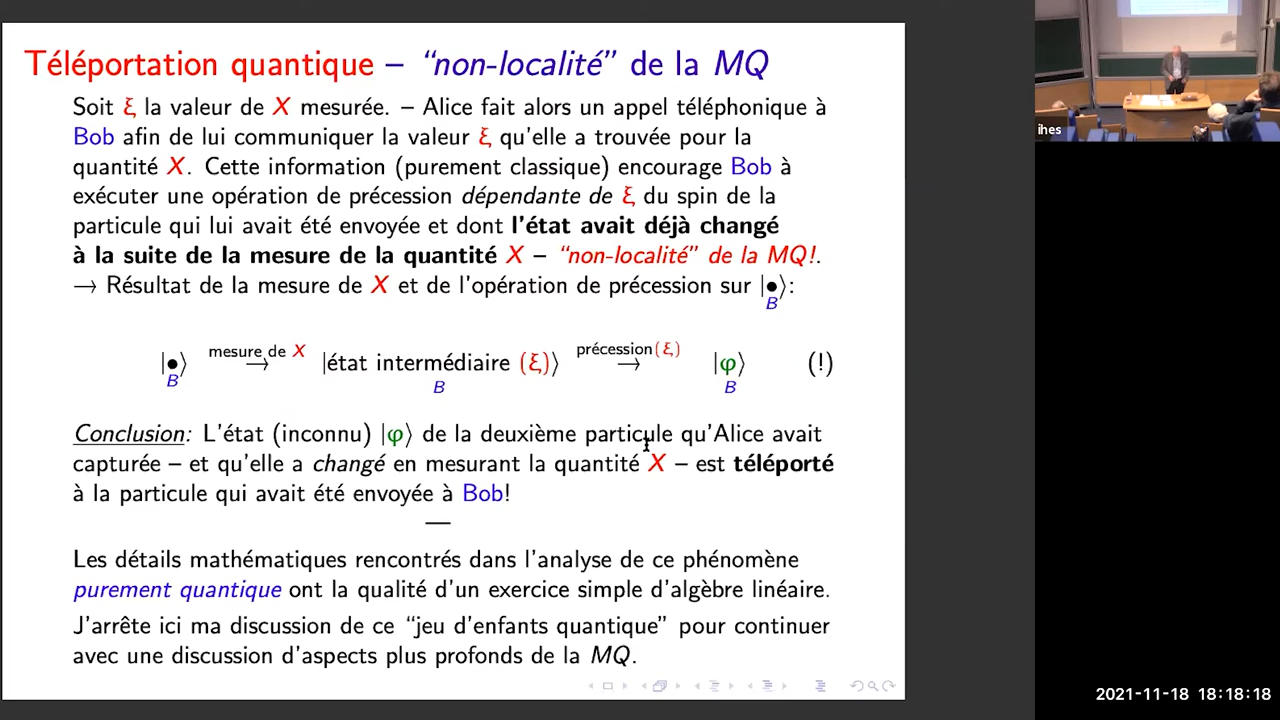 Téléportation quantique – “non-localité” de la MQ
Soit ξ la valeur de X mesurée. – Alice fait alors un appel téléphonique à
Bob afin de lui communiquer la valeur ξ qu'elle a trouvée pour la
quantité X. Cette information (purement classique) encourage Bob à
exécuter une opération de précession dépendante de ξ du spin de la
particule qui lui avait été envoyée et dont l'état avait déjà changé
à la suite de la mesure de la quantité X – “non-localité” de la MQ!.
→ Résultat de la mesure de X et de l'opération de précession sur |•⟩:
B
|•⟩ mesure de X → |état intermédiaire (ξ)⟩ précession(ξ) → |φ⟩ (!)
B B B
Conclusion: L'état (inconnu) |φ⟩ de la deuxième particule qu'Alice avait
capturée – et qu'elle a changé en mesurant la quantité X – est téléporté
à la particule qui avait été envoyée à Bob!
—
Les détails mathématiques rencontrés dans l'analyse de ce phénomène
purement quantique ont la qualité d'un exercice simple d'algèbre linéaire.
J'arrête ici ma discussion de ce “jeu d'enfants quantique” pour continuer
avec une discussion d'aspects plus profonds de la MQ.
ihes
2021-11-18 18:18:18